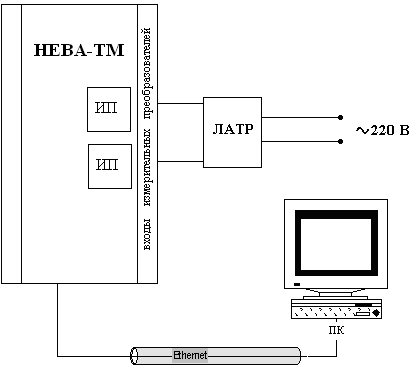 НЕВА-ТМ
ИП
ИП
входы измерительных преобразователей
ЛАТР
~220 В
ПК
Ethernet